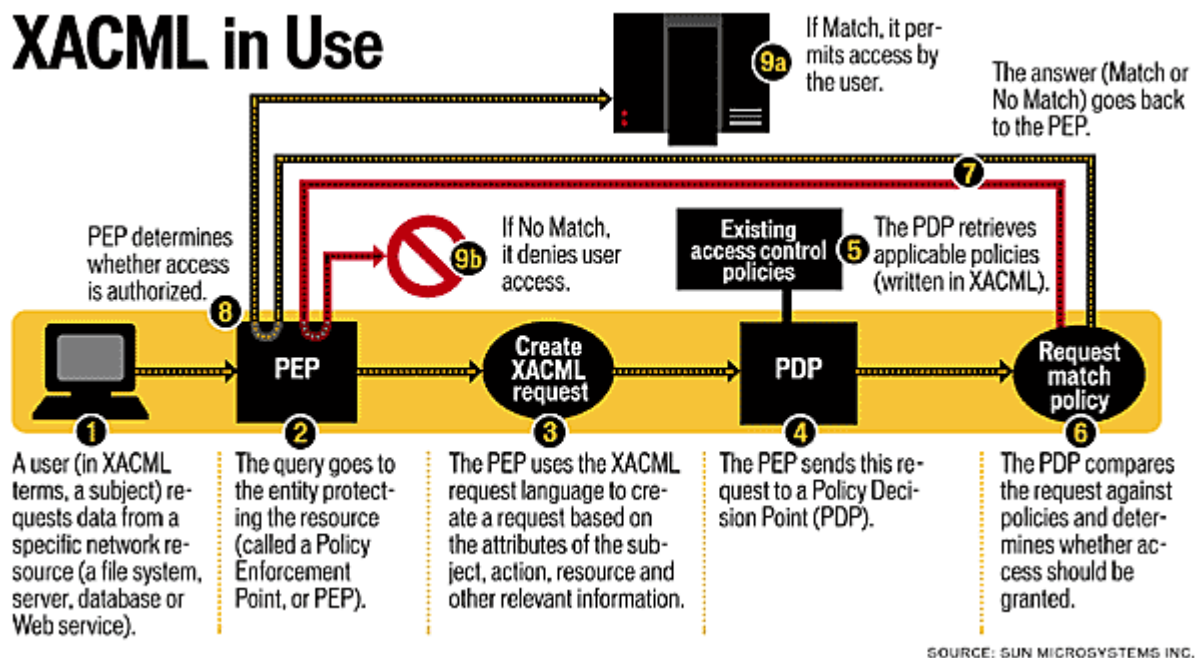 XACML in Use
9a
If Match, it per-
mits access by
the user.
The answer (Match or
No Match) goes back
to the PEP.
7
PEP determines
whether access
is authorized.
8
9b
If No Match,
it denies user
access.
Existing
access control
policies
5
The PDP retrieves
applicable policies
(written in XACML).
PEP
Create
XACML
request
PDP
Request
match
policy
1
A user (in XACML
terms, a subject) re-
quests data from a
specific network re-
source (a file system,
server, database or
Web service).
2
The query goes to
the entity protect-
ing the resource
(called a Policy
Enforcement
Point, or PEP).
3
The PEP uses the XACML
request language to cre-
ate a request based on
the attributes of the sub-
ject, action, resource and
other relevant information.
4
The PEP sends this re-
quest to a Policy Deci-
sion Point (PDP).
6
The PDP compares
the request against
policies and deter-
mines whether ac-
cess should be
granted.
SOURCE: SUN MICROSYSTEMS INC.